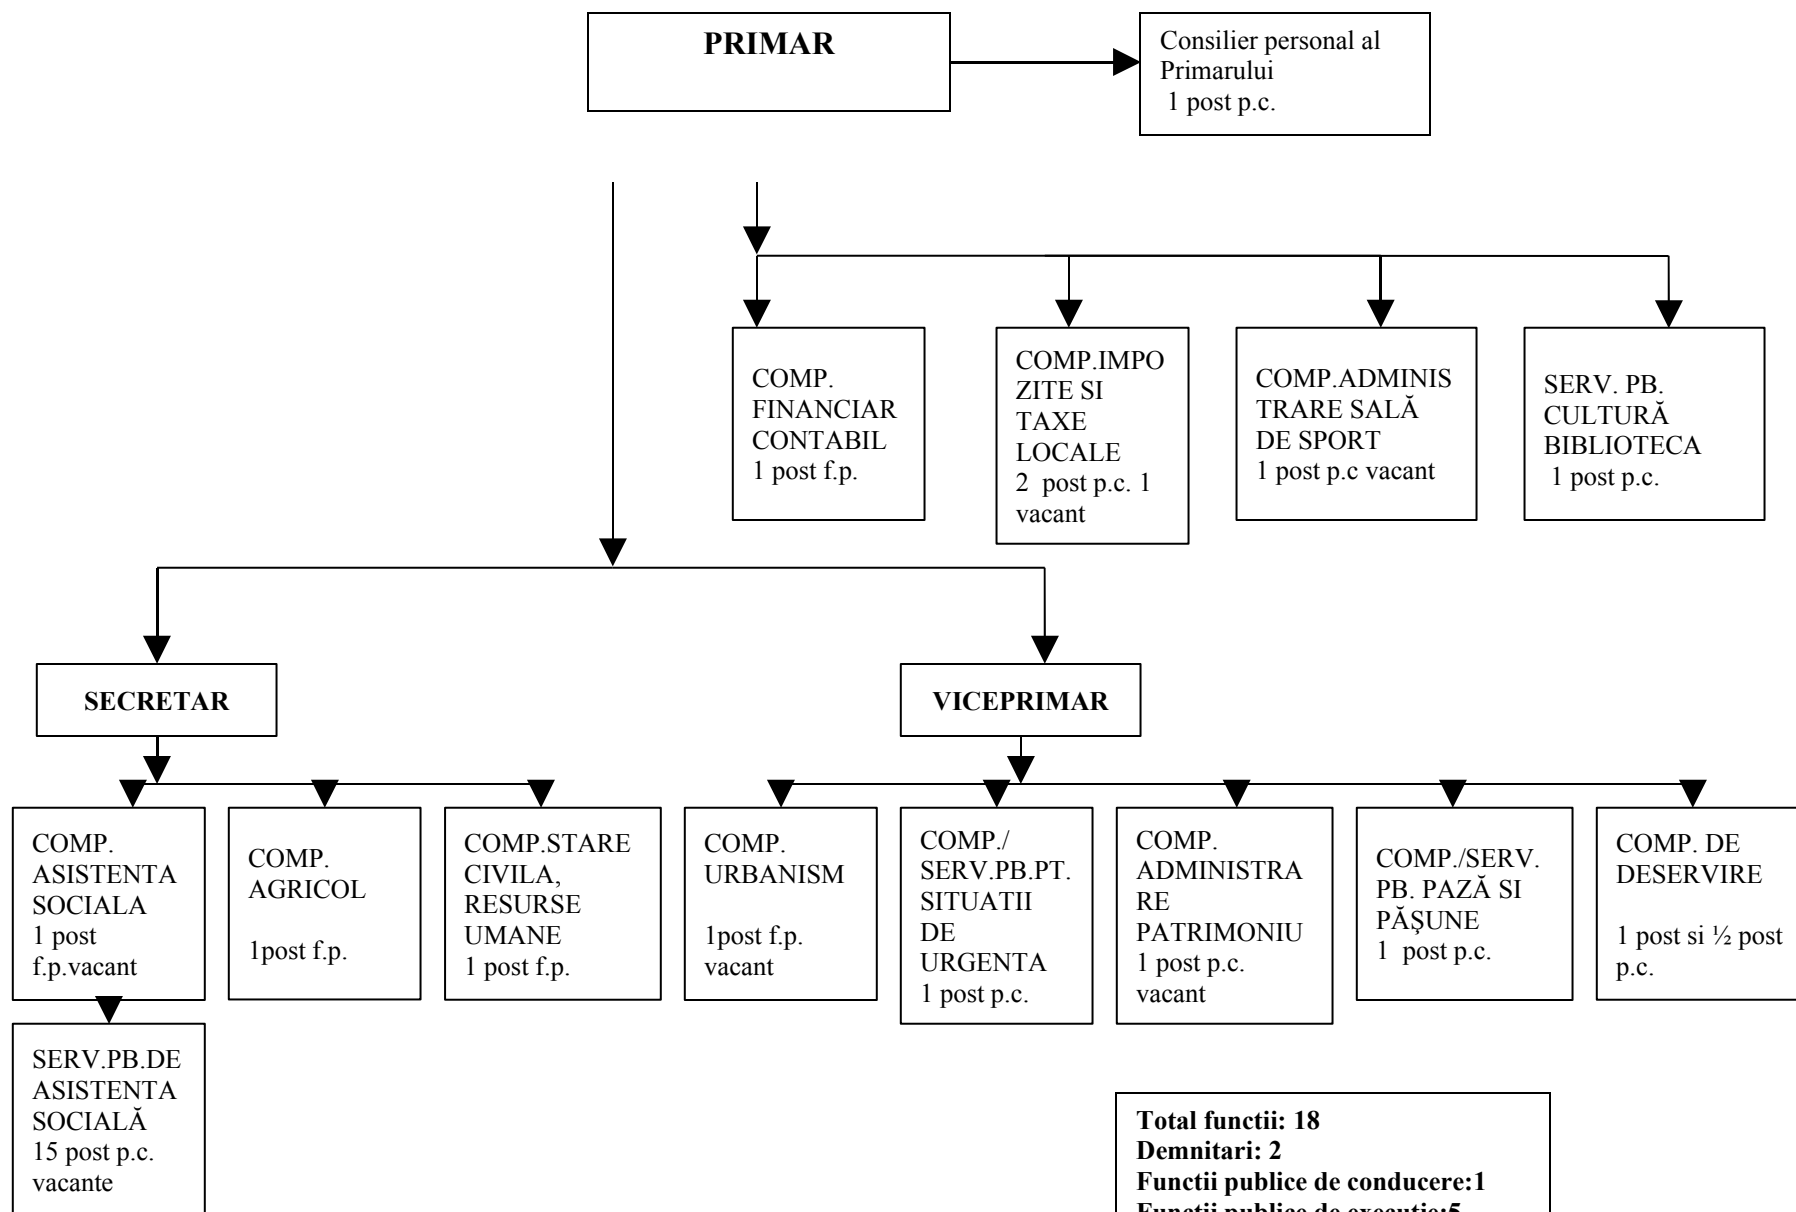 PRIMAR
Consilier personal al
Primarului
1 post p.c.
COMP.
FINANCIAR
CONTABIL
1 post f.p.
COMP.IMPO
ZITE SI
TAXE
LOCALE
2 post p.c. 1
vacant
COMP.ADMINIS
TRARE SALĂ
DE SPORT
1 post p.c vacant
SERV. PB.
CULTURĂ
BIBLIOTECA
1 post p.c.
SECRETAR
VICEPRIMAR
COMP.
ASISTENTA
SOCIALA
1 post
f.p.vacant
COMP.
AGRICOL
1post f.p.
COMP.STARE
CIVILA,
RESURSE
UMANE
1 post f.p.
COMP.
URBANISM
1post f.p.
vacant
COMP./
SERV.PB.PT.
SITUATII
DE
URGENTA
1 post p.c.
COMP.
ADMINISTRA
RE
PATRIMONIU
1 post p.c.
vacant
COMP./SERV.
PB. PAZĂ SI
PĂŞUNE
1 post p.c.
COMP. DE
DESERVIRE
1 post si ½ post
p.c.
SERV.PB.DE
ASISTENTA
SOCIALĂ
15 post p.c.
vacante
Total functii: 18
Demnitari: 2
Functii publice de conducere:1
Functii publice de executie:5